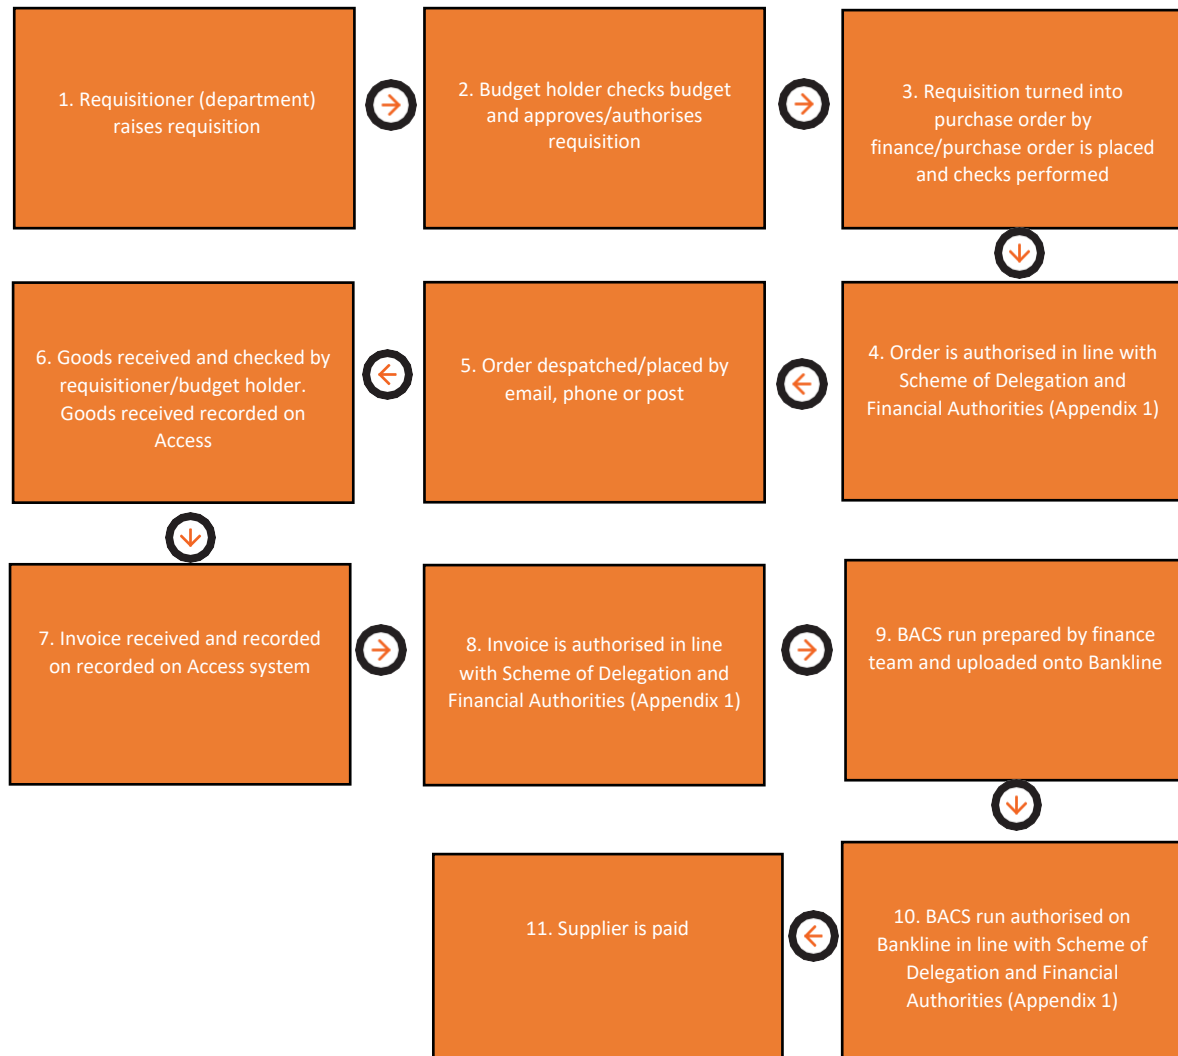 1. Requisitioner (department)
raises requisition
2. Budget holder checks budget
and approves/authorises
requisition
3. Requisition turned into
purchase order by
finance/purchase order is placed
and checks performed
4. Order is authorised in line with
Scheme of Delegation and
Financial Authorities (Appendix 1)
5. Order despatched/placed by
email, phone or post
6. Goods received and checked by
requisitioner/budget holder.
Goods received recorded on
Access
7. Invoice received and recorded
on recorded on Access system
8. Invoice is authorised in line
with Scheme of Delegation and
Financial Authorities (Appendix 1)
9. BACS run prepared by finance
team and uploaded onto Bankline
10. BACS run authorised on
Bankline in line with Scheme of
Delegation and Financial
Authorities (Appendix 1)
11. Supplier is paid